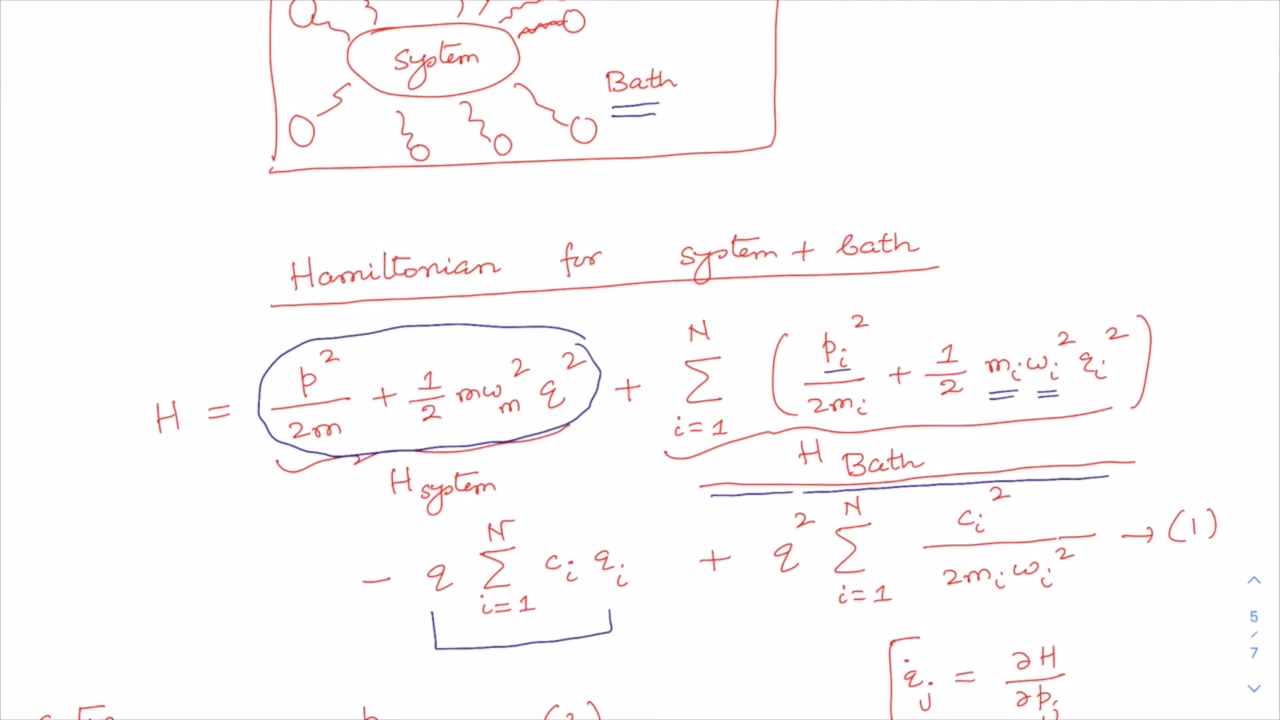 system
Bath
Hamiltonian for system + bath
H = p²/2m + 1/2 mω_m² q² + Σ_{i=1}^{N} ( p_i²/2m_i + 1/2 m_i ω_i² q_i² )
H system
H Bath
− q Σ_{i=1}^{N} c_i q_i + q² Σ_{i=1}^{N} c_i²/2m_i ω_i² → (1)
q̇_j = ∂H/∂p_j
5
/
7